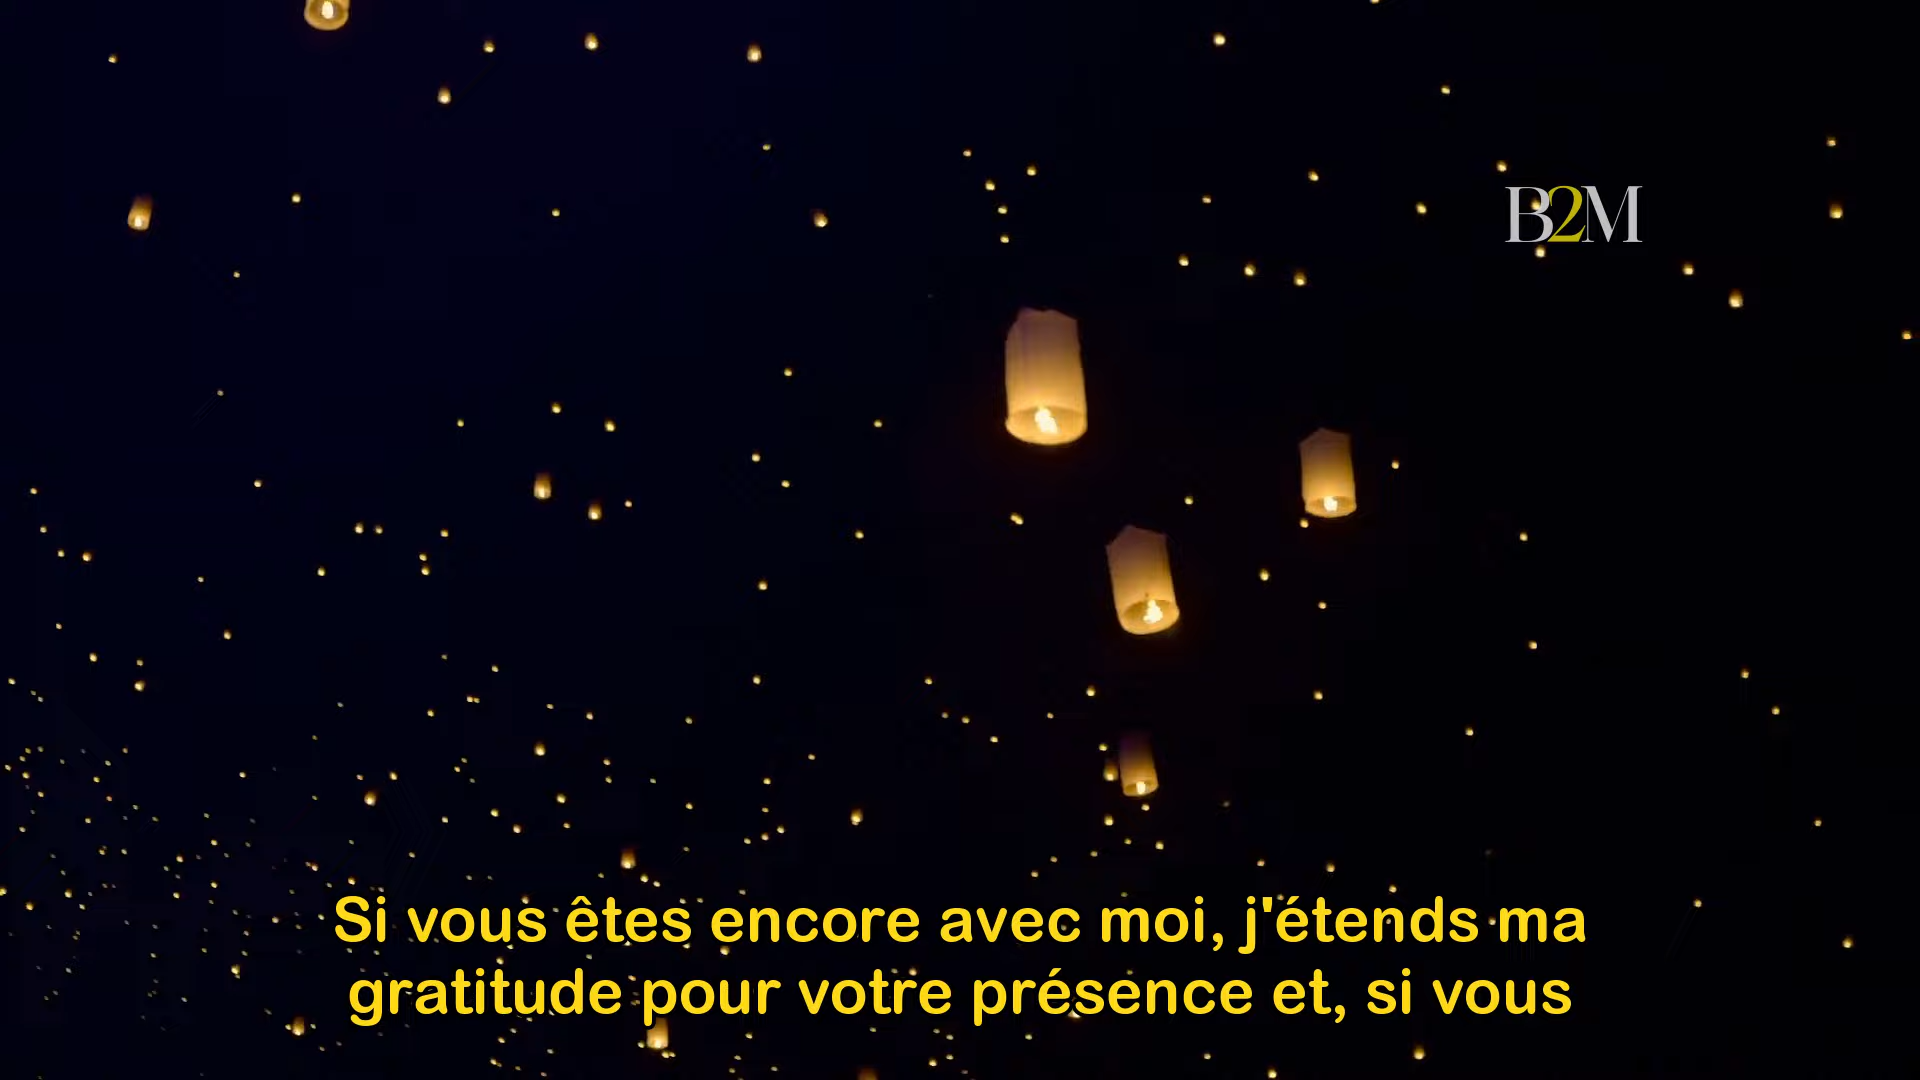 B2M
Si vous êtes encore avec moi, j'étends ma
gratitude pour votre présence et, si vous